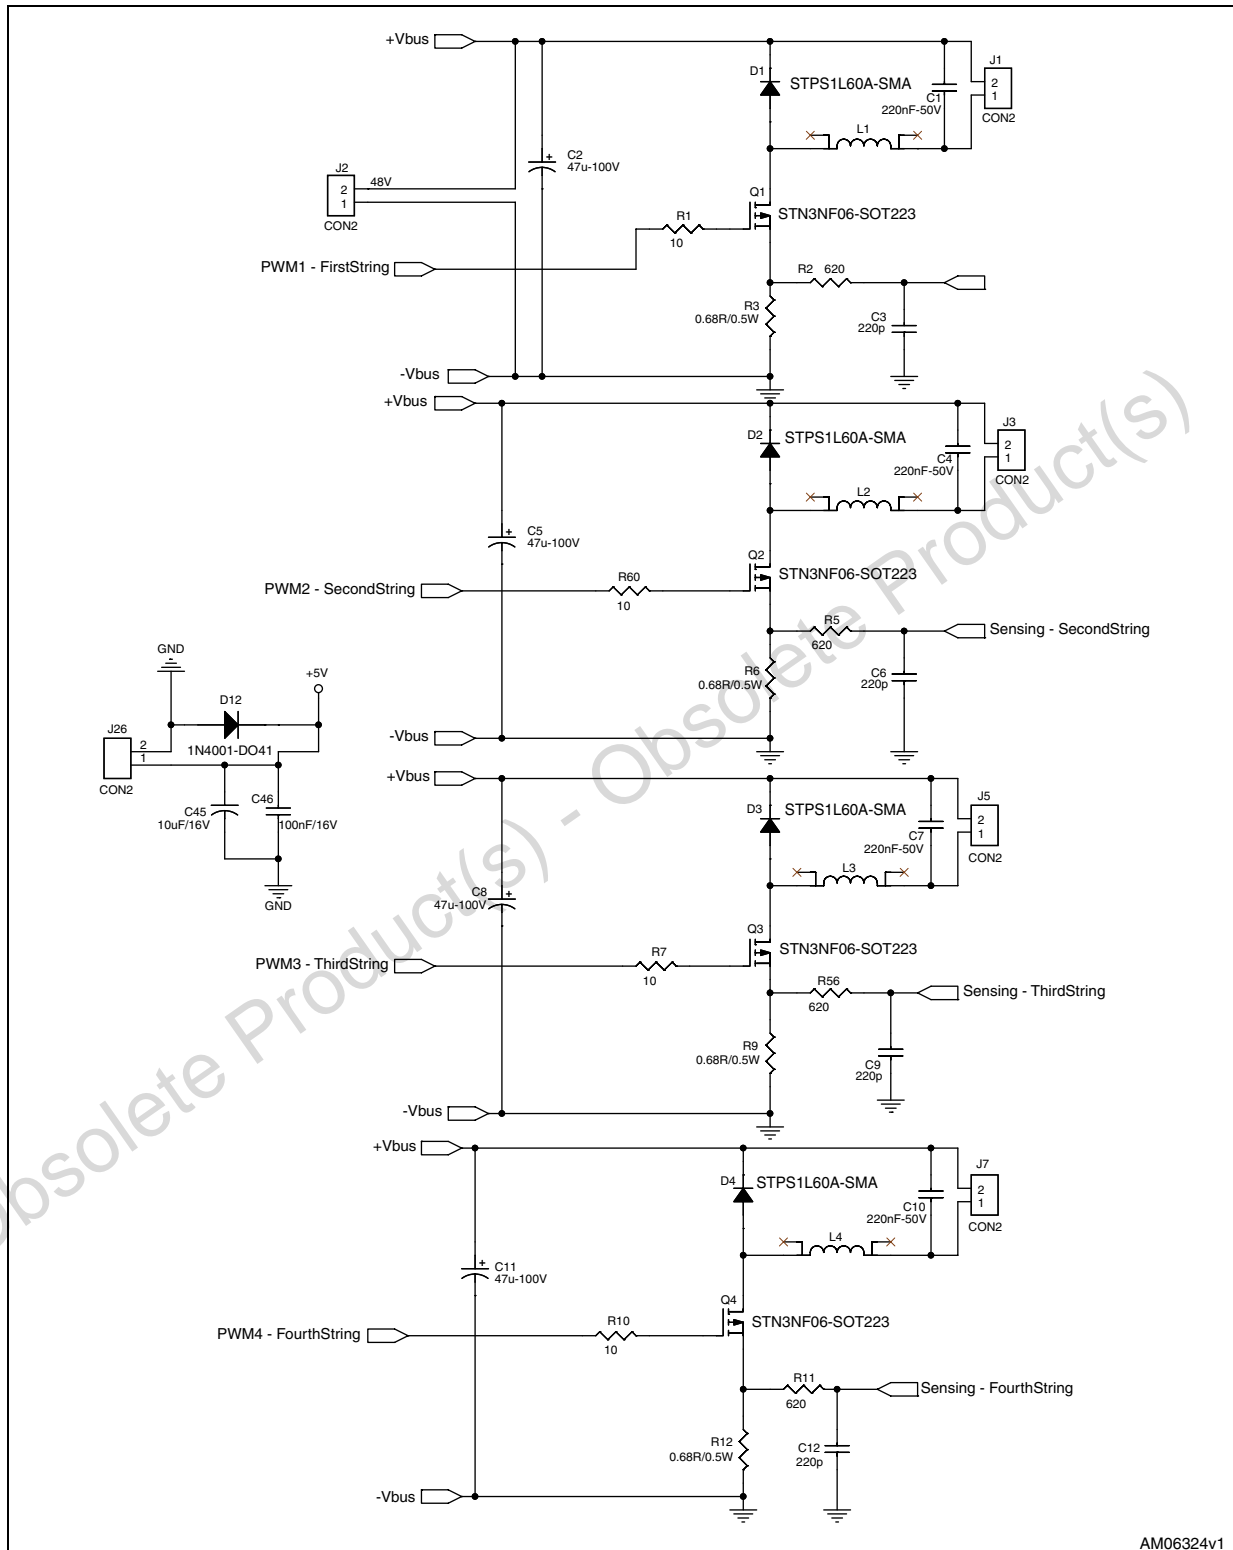 +Vbus
D1
STPS1L60A-SMA
C1
220nF-50V
J1
2
1
CON2
L1
C2
47u-100V
J2
2
1
48V
CON2
Q1
STN3NF06-SOT223
R1
10
PWM1 - FirstString
R2 620
R3
0.68R/0.5W
C3
220p
-Vbus
+Vbus
D2
STPS1L60A-SMA
C4
220nF-50V
J3
2
1
CON2
L2
C5
47u-100V
Q2
STN3NF06-SOT223
PWM2 - SecondString
R60
10
R5
620
Sensing - SecondString
R6
0.68R/0.5W
C6
220p
-Vbus
GND
+5V
D12
1N4001-DO41
J26
2
1
CON2
C45
10uF/16V
C46
100nF/16V
GND
+Vbus
D3
STPS1L60A-SMA
C7
220nF-50V
J5
2
1
CON2
L3
C8
47u-100V
Q3
STN3NF06-SOT223
PWM3 - ThirdString
R7
10
R56
620
Sensing - ThirdString
R9
0.68R/0.5W
C9
220p
-Vbus
+Vbus
D4
STPS1L60A-SMA
C10
220nF-50V
J7
2
1
CON2
L4
C11
47u-100V
Q4
STN3NF06-SOT223
PWM4 - FourthString
R10
10
R11
620
Sensing - FourthString
R12
0.68R/0.5W
C12
220p
-Vbus
Obsolete Product(s) - Obsolete Product(s)
AM06324v1